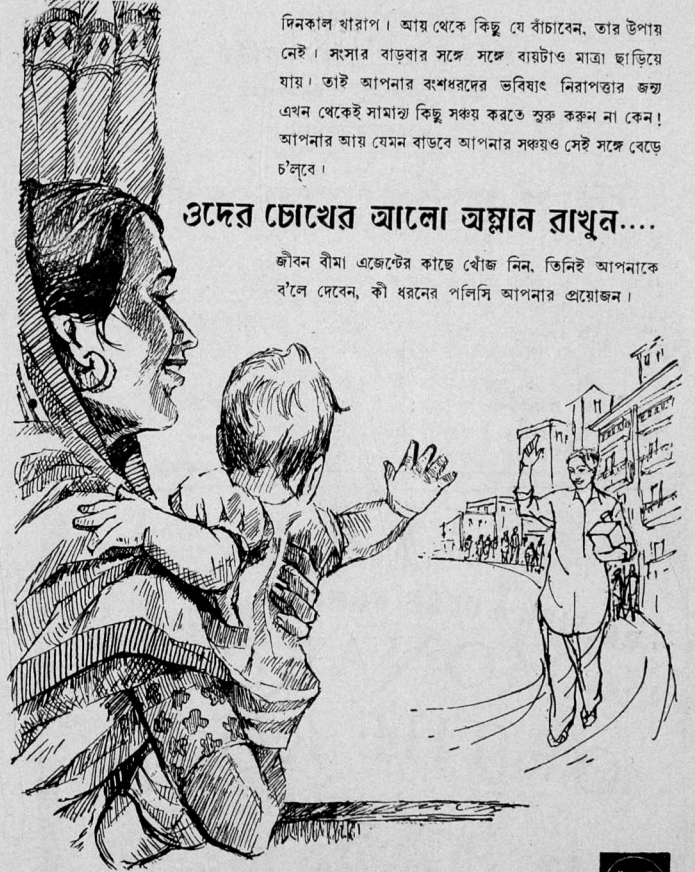 দিনকাল খারাপ। আয় থেকে কিছু যে বাঁচাবেন, তার উপায়
নেই। সংসার বাড়বার সঙ্গে সঙ্গে ব্যয়টাও মাত্রা ছাড়িয়ে
যায়। তাই আপনার বংশধরদের ভবিষ্যৎ নিরাপত্তার জন্য
এখন থেকেই সামান্য কিছু সঞ্চয় করতে সুরু করুন না কেন!
আপনার আয় যেমন বাড়বে আপনার সঞ্চয়ও সেই সঙ্গে বেড়ে
চ'ল্‌বে।
ওদের চোখের আলো অম্লান রাখুন....
জীবন বীমা এজেন্টের কাছে খোঁজ নিন, তিনিই আপনাকে
ব'লে দেবেন, কী ধরনের পলিসি আপনার প্রয়োজন।